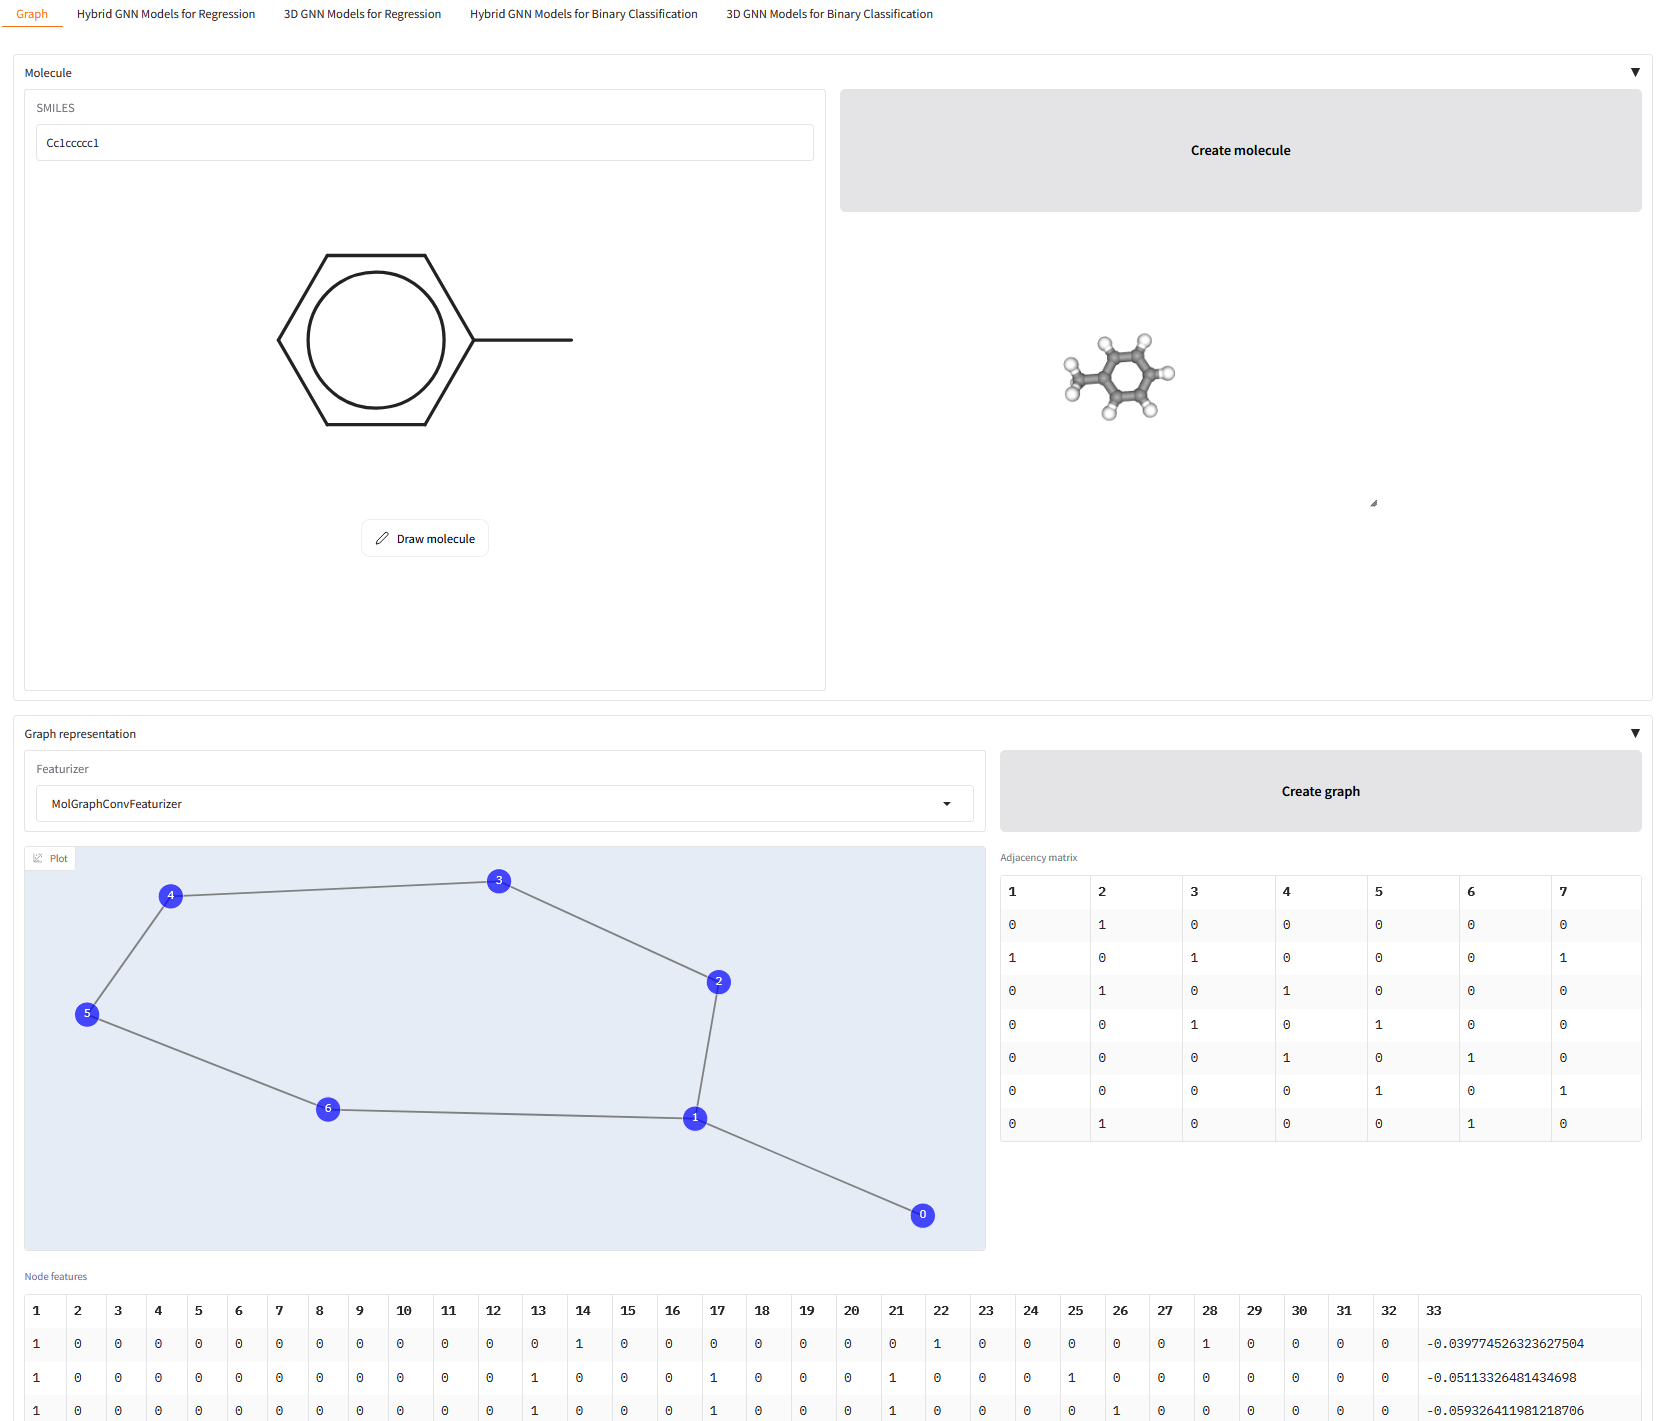 Graph Hybrid GNN Models for Regression 3D GNN Models for Regression Hybrid GNN Models for Binary Classification 3D GNN Models for Binary Classification
Molecule ▼
SMILES
Cc1ccccc1
Create molecule
Draw molecule
Graph representation ▼
Featurizer
MolGraphConvFeaturizer
Create graph
Plot
4
3
2
5
6
1
0
Adjacency matrix
1 2 3 4 5 6 7
0 1 0 0 0 0 0
1 0 1 0 0 0 1
0 1 0 1 0 0 0
0 0 1 0 1 0 0
0 0 0 1 0 1 0
0 0 0 0 1 0 1
0 1 0 0 0 1 0
Node features
1 2 3 4 5 6 7 8 9 10 11 12 13 14 15 16 17 18 19 20 21 22 23 24 25 26 27 28 29 30 31 32 33
1 0 0 0 0 0 0 0 0 0 0 0 0 1 0 0 0 0 0 0 0 1 0 0 0 0 0 1 0 0 0 0 -0.039774526323627504
1 0 0 0 0 0 0 0 0 0 0 0 1 0 0 0 1 0 0 0 1 0 0 0 1 0 0 0 0 0 0 0 -0.05113326481434698
1 0 0 0 0 0 0 0 0 0 0 0 1 0 0 0 1 0 0 0 1 0 0 0 0 1 0 0 0 0 0 0 -0.059326411981218706